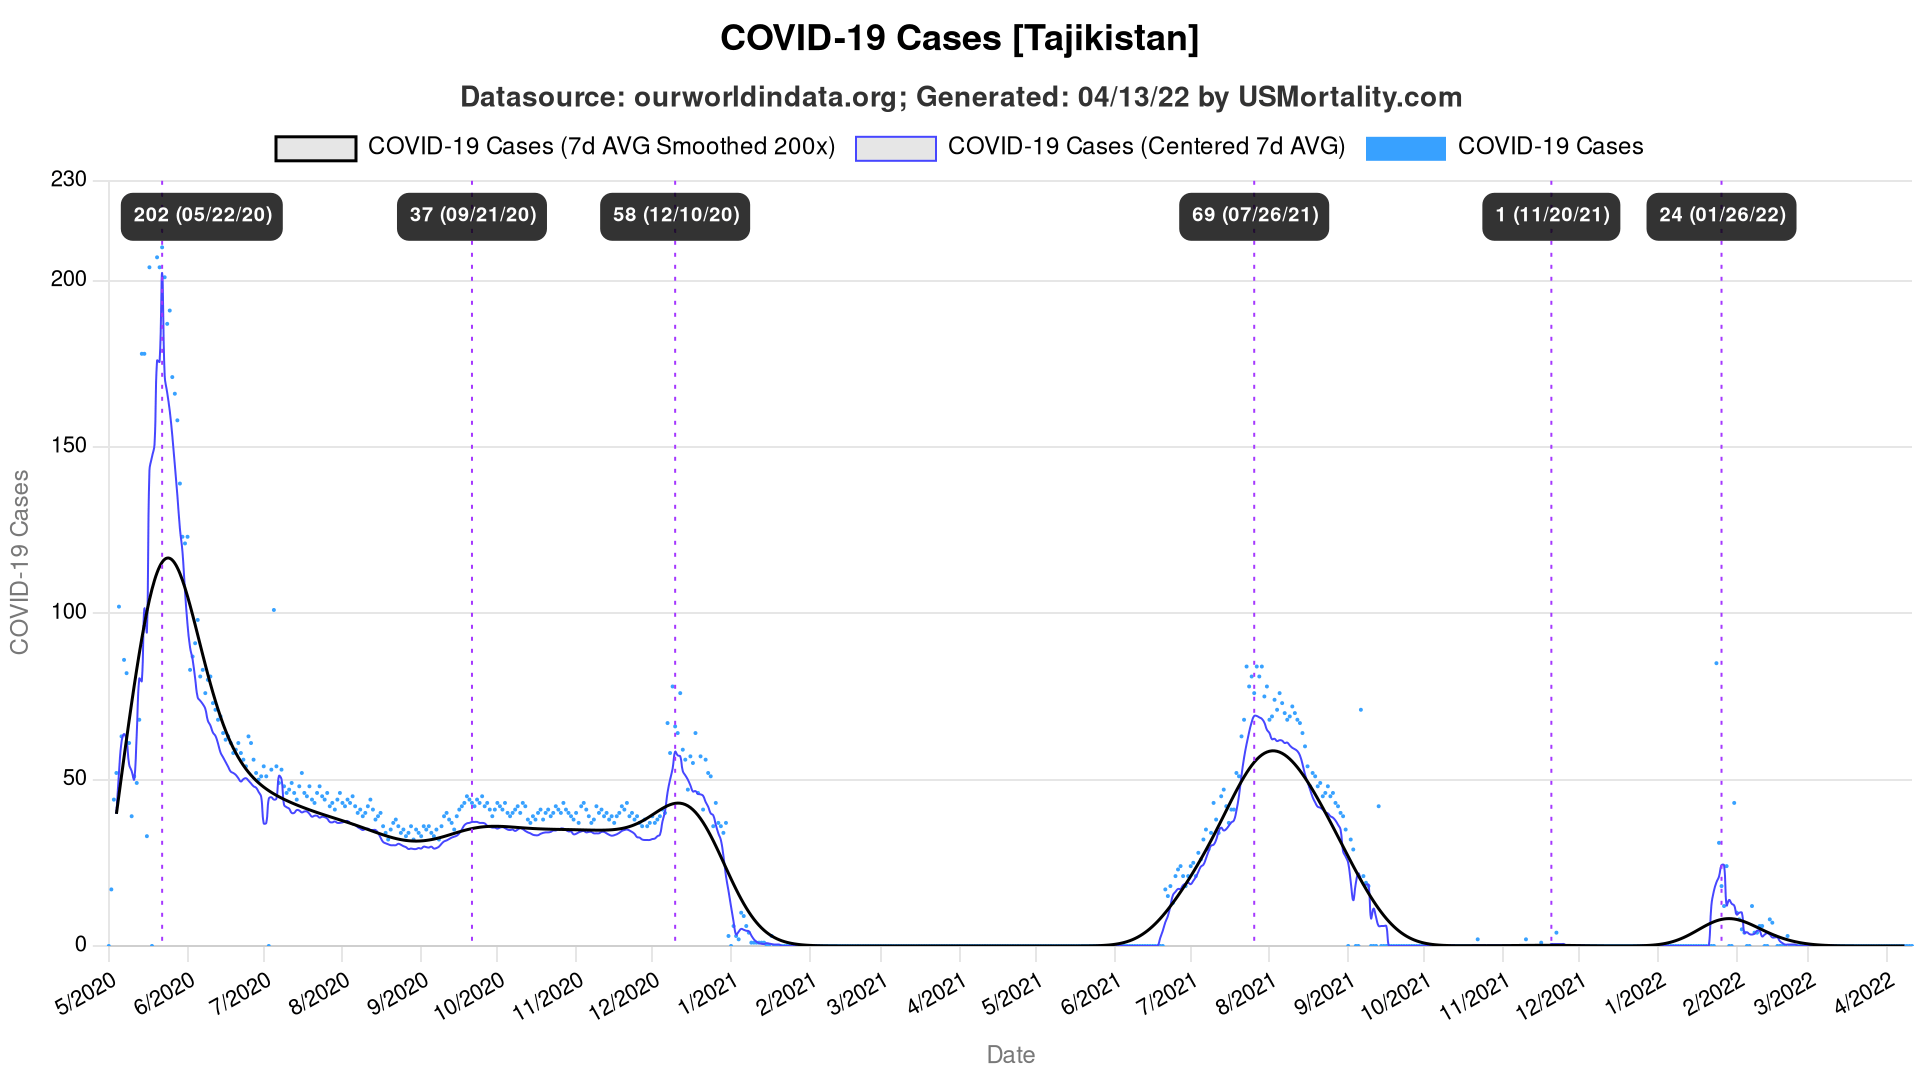 COVID-19 Cases [Tajikistan]
Datasource: ourworldindata.org; Generated: 04/13/22 by USMortality.com
COVID-19 Cases (7d AVG Smoothed 200x) COVID-19 Cases (Centered 7d AVG) COVID-19 Cases
230
202 (05/22/20) 37 (09/21/20) 58 (12/10/20) 69 (07/26/21) 1 (11/20/21) 24 (01/26/22)
200
150
100
50
0
COVID-19 Cases
5/2020 6/2020 7/2020 8/2020 9/2020 10/2020 11/2020 12/2020 1/2021 2/2021 3/2021 4/2021 5/2021 6/2021 7/2021 8/2021 9/2021 10/2021 11/2021 12/2021 1/2022 2/2022 3/2022 4/2022
Date